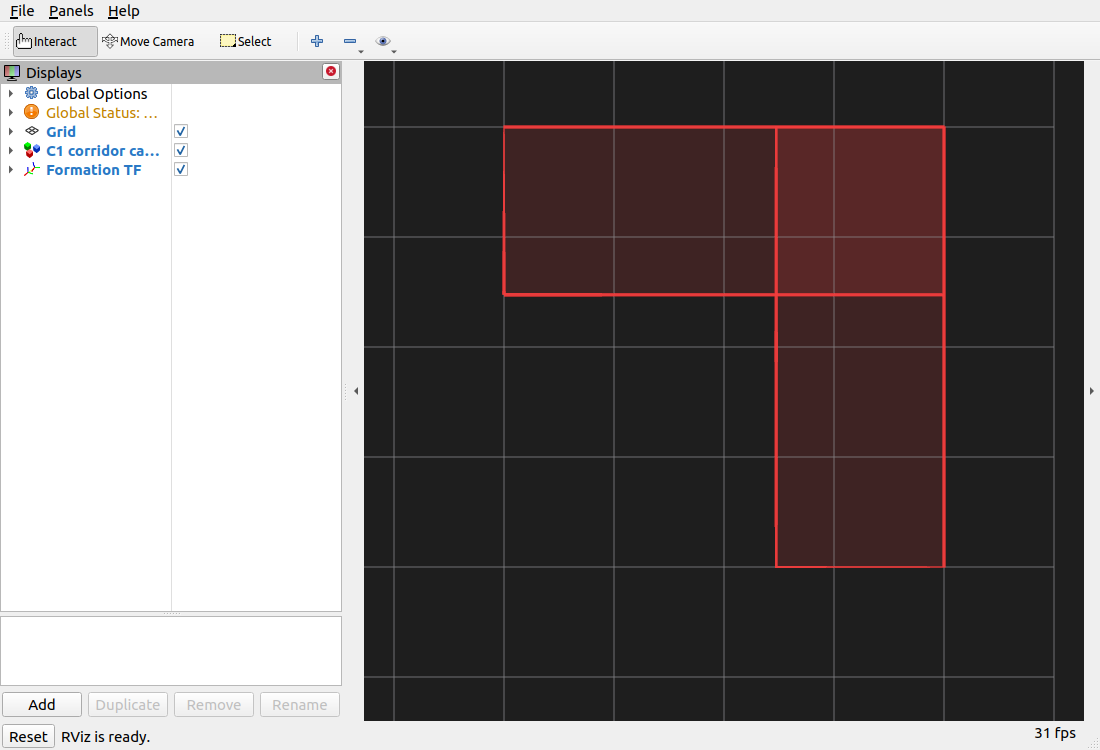 File Panels Help
Interact Move Camera Select
Displays
Global Options
Global Status: ...
Grid
C1 corridor ca...
Formation TF
Add Duplicate Remove Rename
Reset RViz is ready. 31 fps